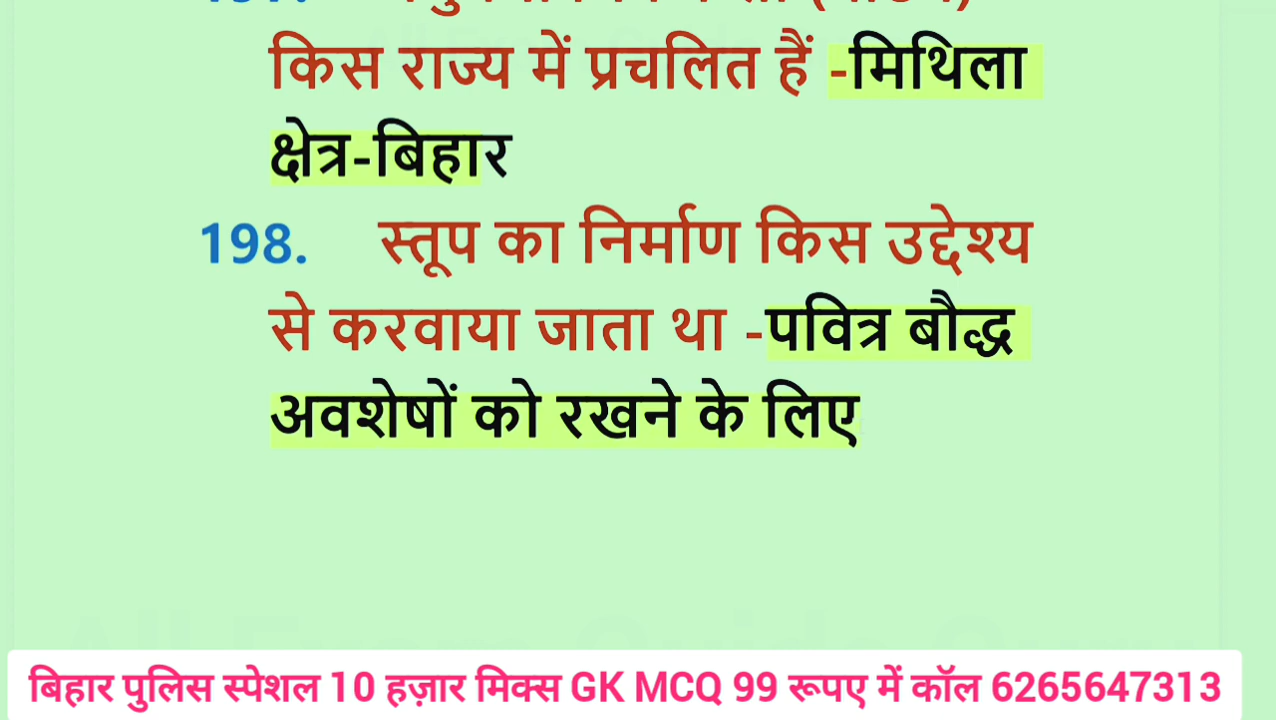 किस राज्य में प्रचलित हैं -मिथिला
क्षेत्र-बिहार
198. स्तूप का निर्माण किस उद्देश्य
से करवाया जाता था -पवित्र बौद्ध
अवशेषों को रखने के लिए
बिहार पुलिस स्पेशल 10 हज़ार मिक्स GK MCQ 99 रूपए में कॉल 6265647313